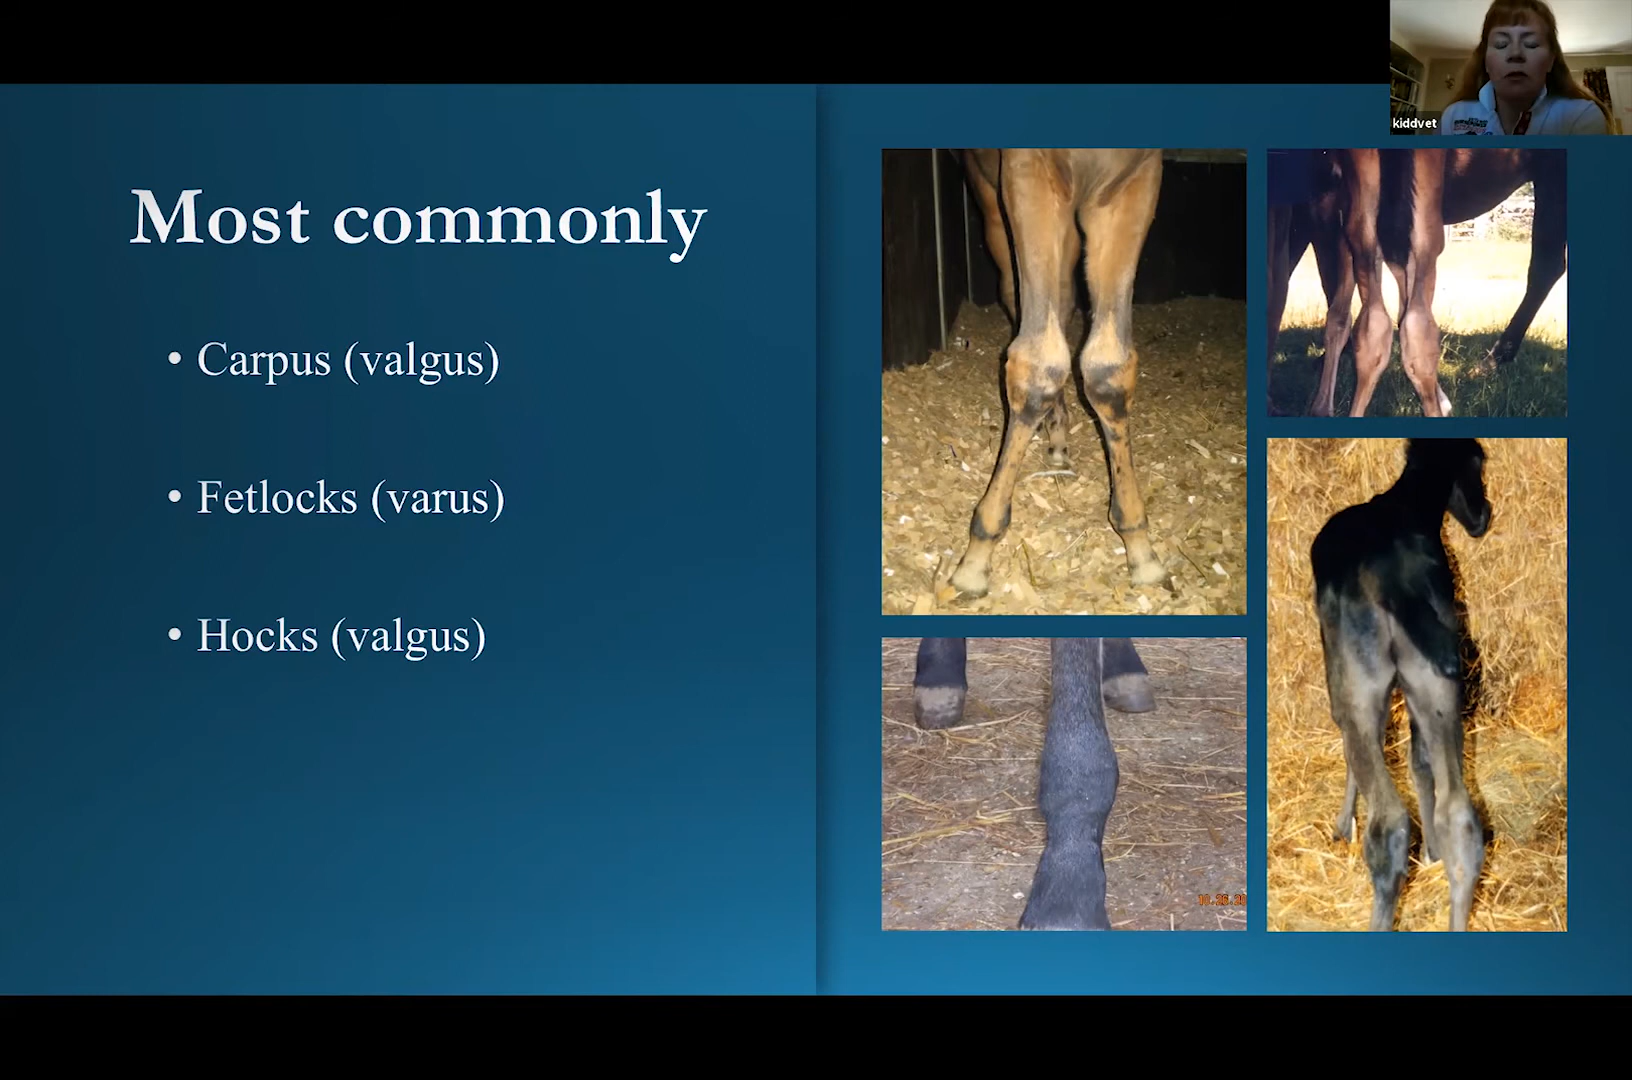 kiddvet
Most commonly
• Carpus (valgus)
• Fetlocks (varus)
• Hocks (valgus)